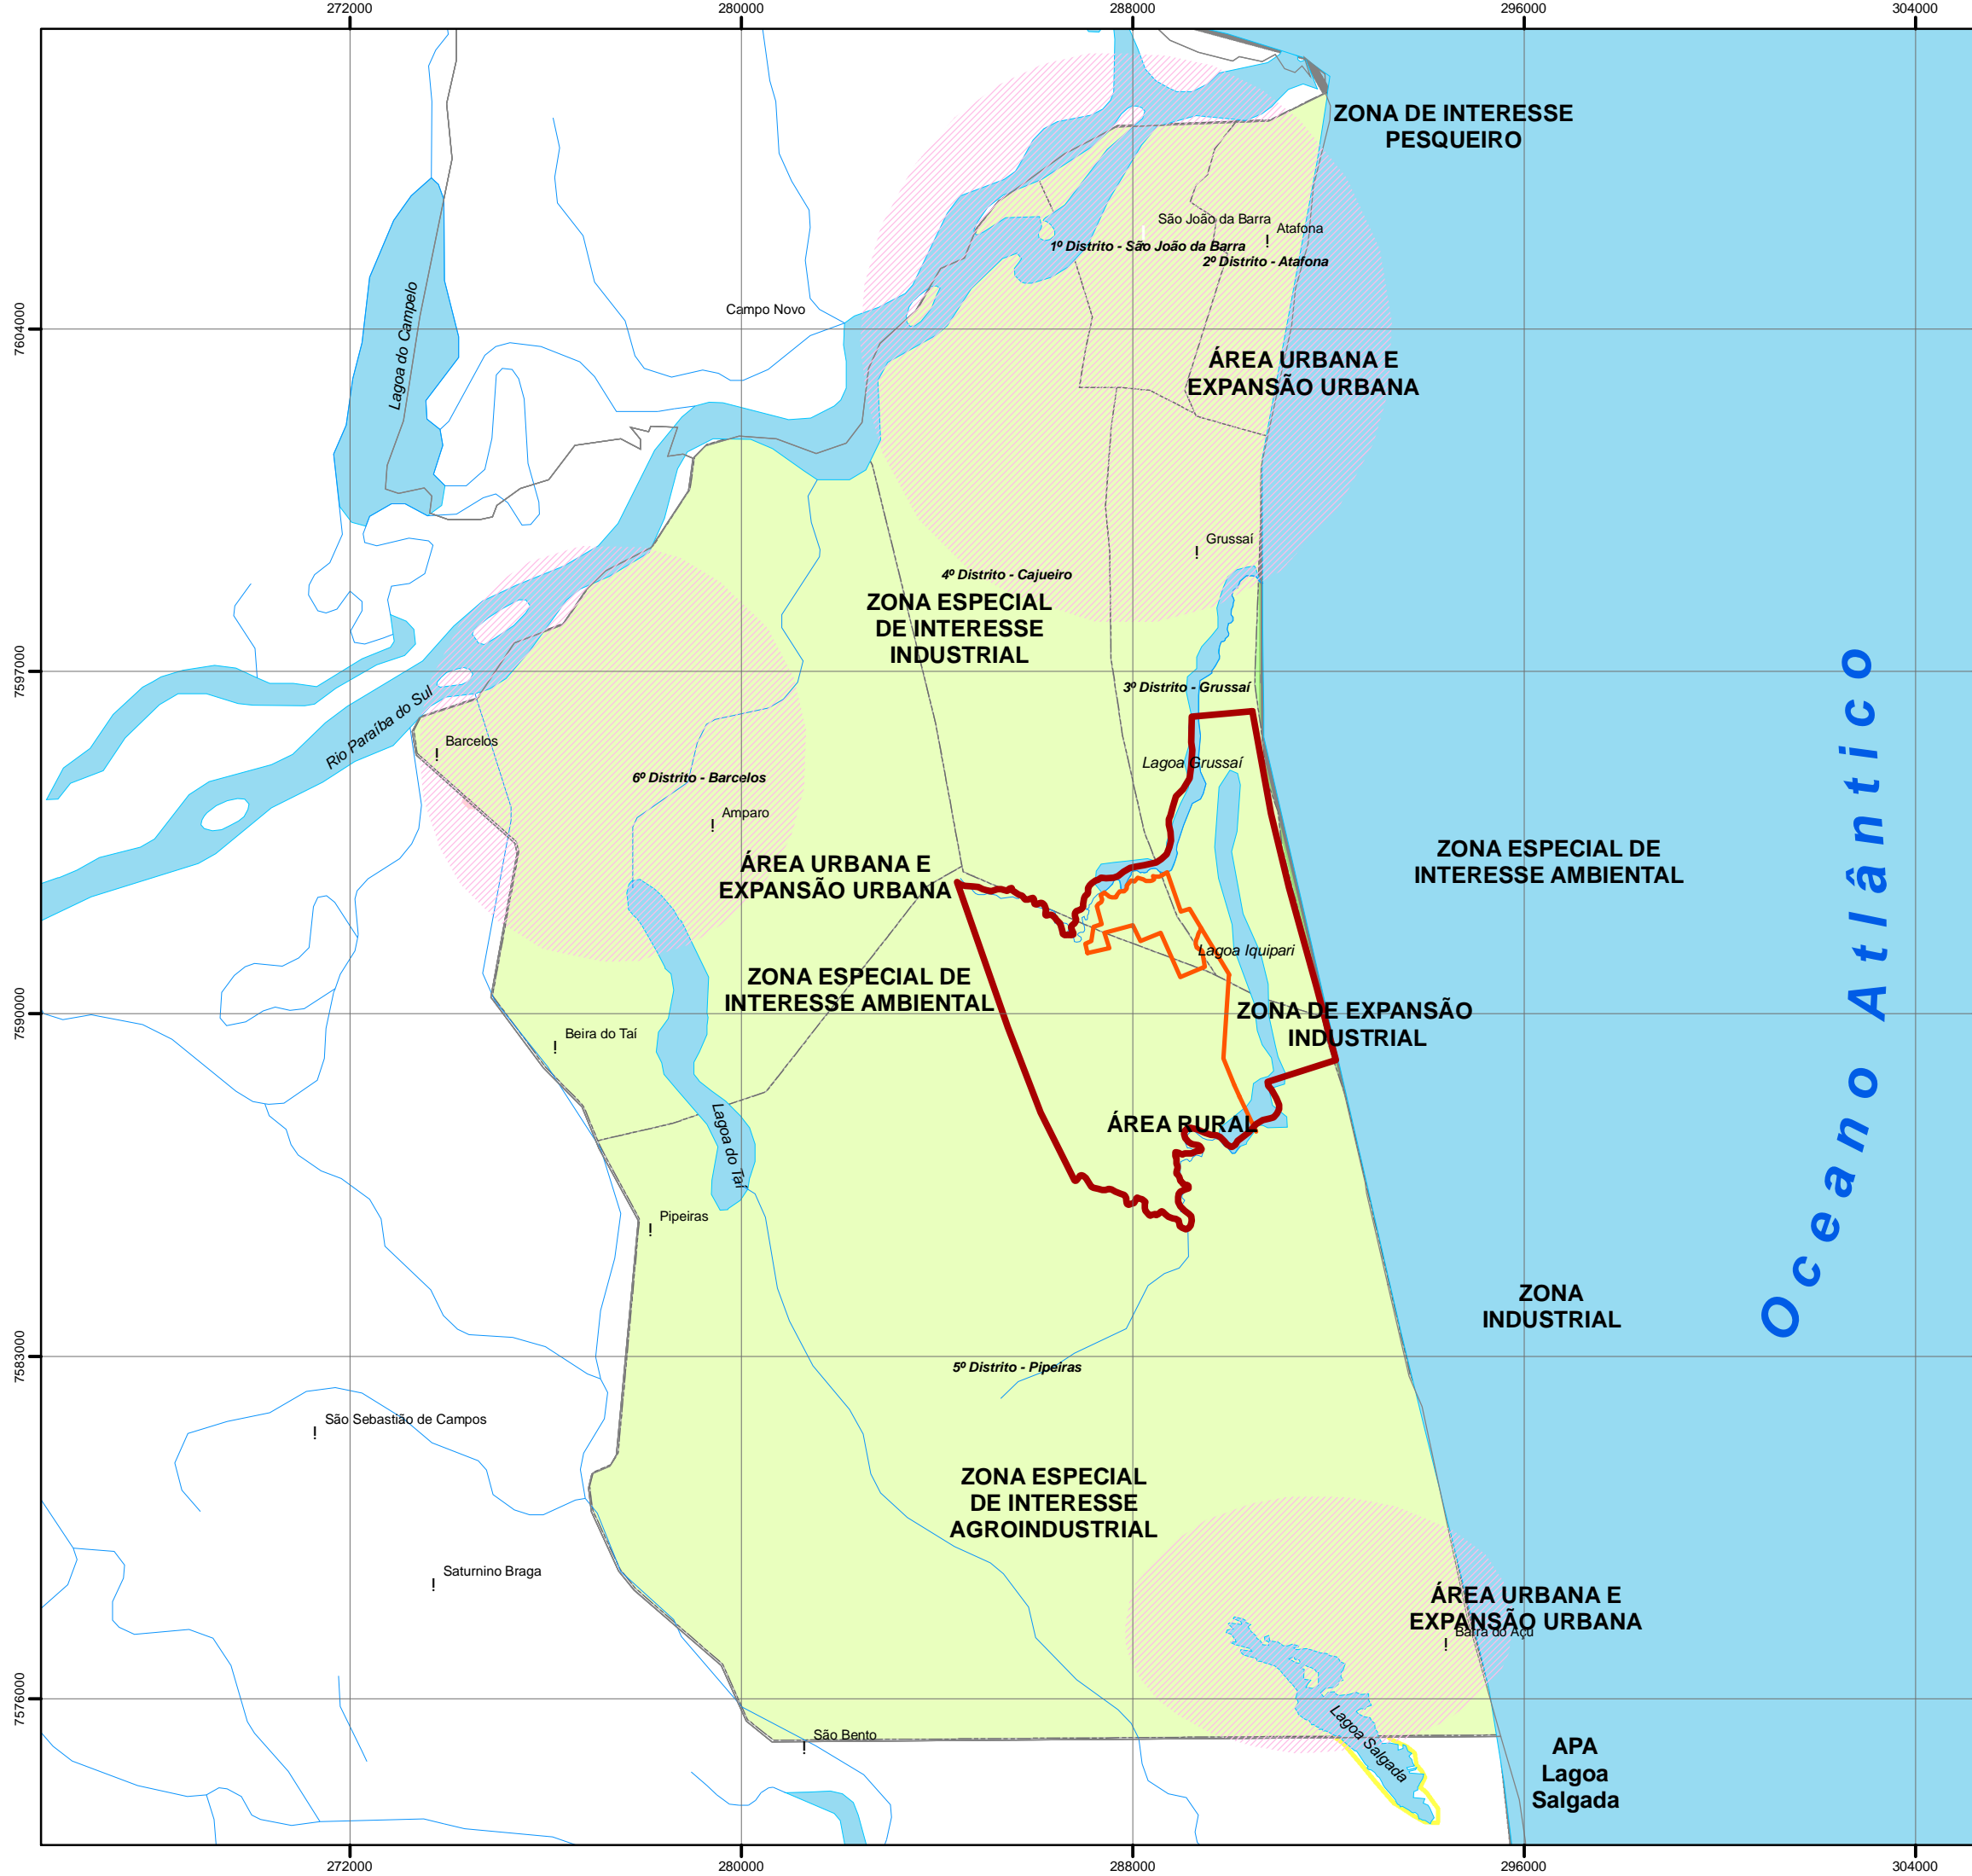 272000
280000
288000
296000
304000
ZONA DE INTERESSE
PESQUEIRO
São João da Barra
Atafona
1º Distrito - São João da Barra
2º Distrito - Atafona
Campo Novo
7604000
Lagoa do Campelo
ÁREA URBANA E
EXPANSÃO URBANA
Grussaí
4º Distrito - Cajueiro
ZONA ESPECIAL
DE INTERESSE
INDUSTRIAL
7597000
3º Distrito - Grussaí
Rio Paraíba do Sul
Barcelos
Lagoa Grussaí
6º Distrito - Barcelos
Amparo
ÁREA URBANA E
EXPANSÃO URBANA
ZONA ESPECIAL DE
INTERESSE AMBIENTAL
Oceano Atlântico
Lagoa Iquipari
ZONA ESPECIAL DE
INTERESSE AMBIENTAL
7590000
ZONA DE EXPANSÃO
INDUSTRIAL
Beira do Taí
Lagoa do Taí
ÁREA RURAL
Pipeiras
ZONA
INDUSTRIAL
7583000
5º Distrito - Pipeiras
São Sebastião de Campos
ZONA ESPECIAL
DE INTERESSE
AGROINDUSTRIAL
Saturnino Braga
ÁREA URBANA E
EXPANSÃO URBANA
Barra do Açu
7576000
São Bento
Lagoa Salgada
APA
Lagoa
Salgada
272000
280000
288000
296000
304000